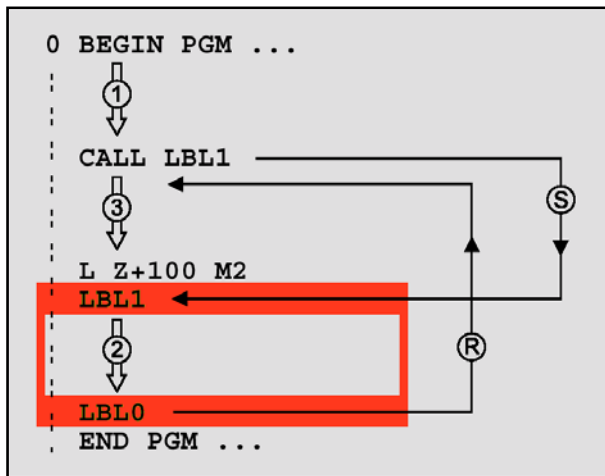 0 BEGIN PGM ...
1
CALL LBL1
S
3
L Z+100 M2
LBL1
2
R
LBL0
END PGM ...